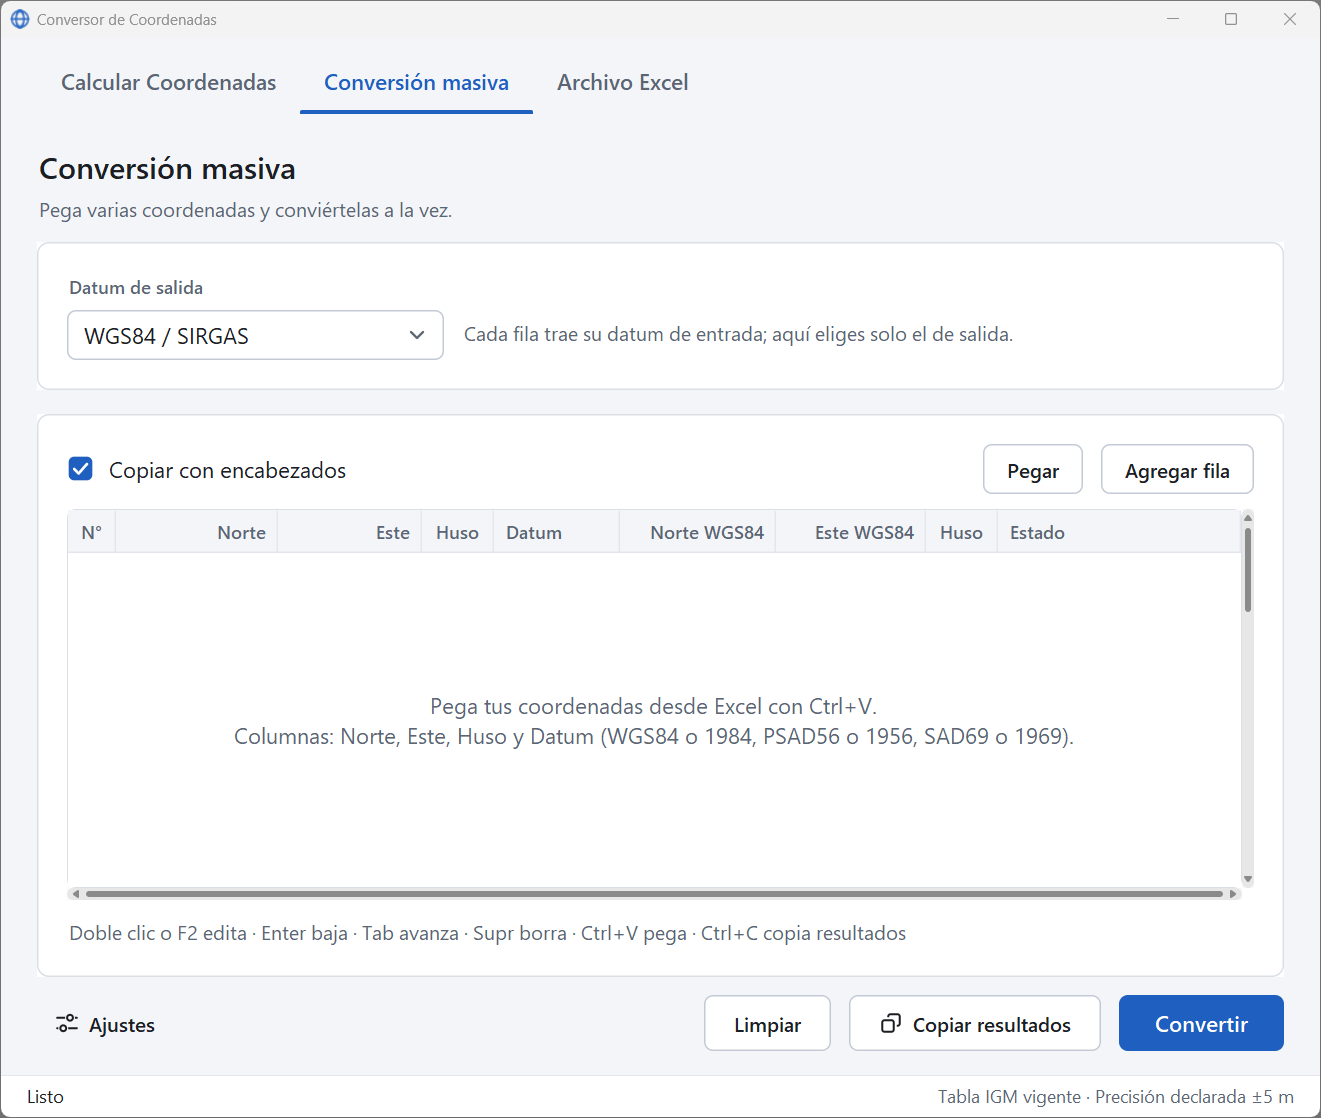 Conversor de Coordenadas
Calcular Coordenadas Conversión masiva Archivo Excel
Conversión masiva
Pega varias coordenadas y conviértelas a la vez.
Datum de salida
WGS84 / SIRGAS Cada fila trae su datum de entrada; aquí eliges solo el de salida.
Copiar con encabezados Pegar Agregar fila
N° Norte Este Huso Datum Norte WGS84 Este WGS84 Huso Estado
Pega tus coordenadas desde Excel con Ctrl+V.
Columnas: Norte, Este, Huso y Datum (WGS84 o 1984, PSAD56 o 1956, SAD69 o 1969).
Doble clic o F2 edita · Enter baja · Tab avanza · Supr borra · Ctrl+V pega · Ctrl+C copia resultados
Ajustes Limpiar Copiar resultados Convertir
Listo Tabla IGM vigente · Precisión declarada ±5 m